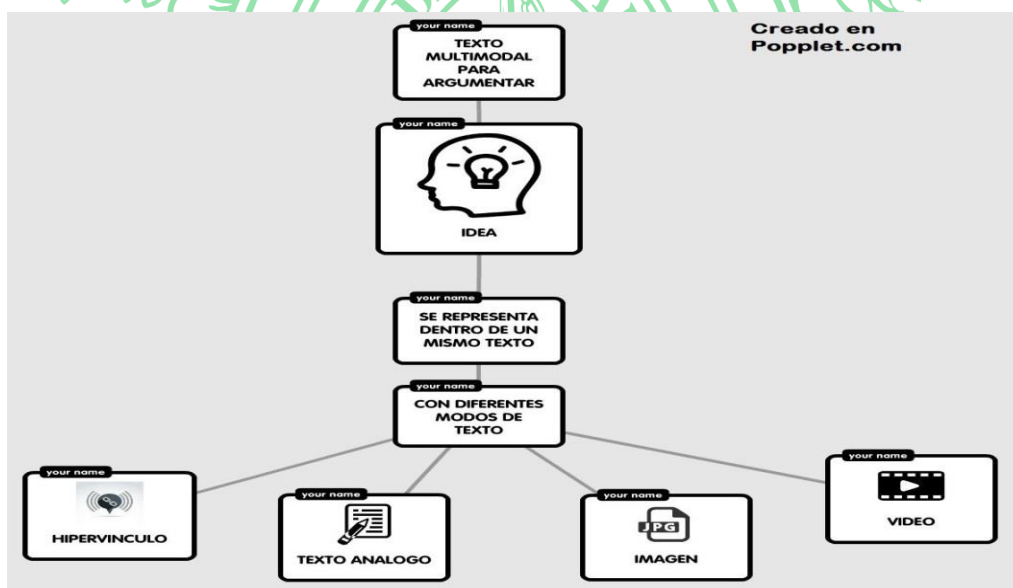 Creado en
Popplet.com
your name
TEXTO
MULTIMODAL
PARA
ARGUMENTAR
your name
IDEA
your name
SE REPRESENTA
DENTRO DE UN
MISMO TEXTO
your name
CON DIFERENTES
MODOS DE
TEXTO
your name
HIPERVINCULO
your name
TEXTO ANALOGO
your name
JPG
IMAGEN
your name
VIDEO